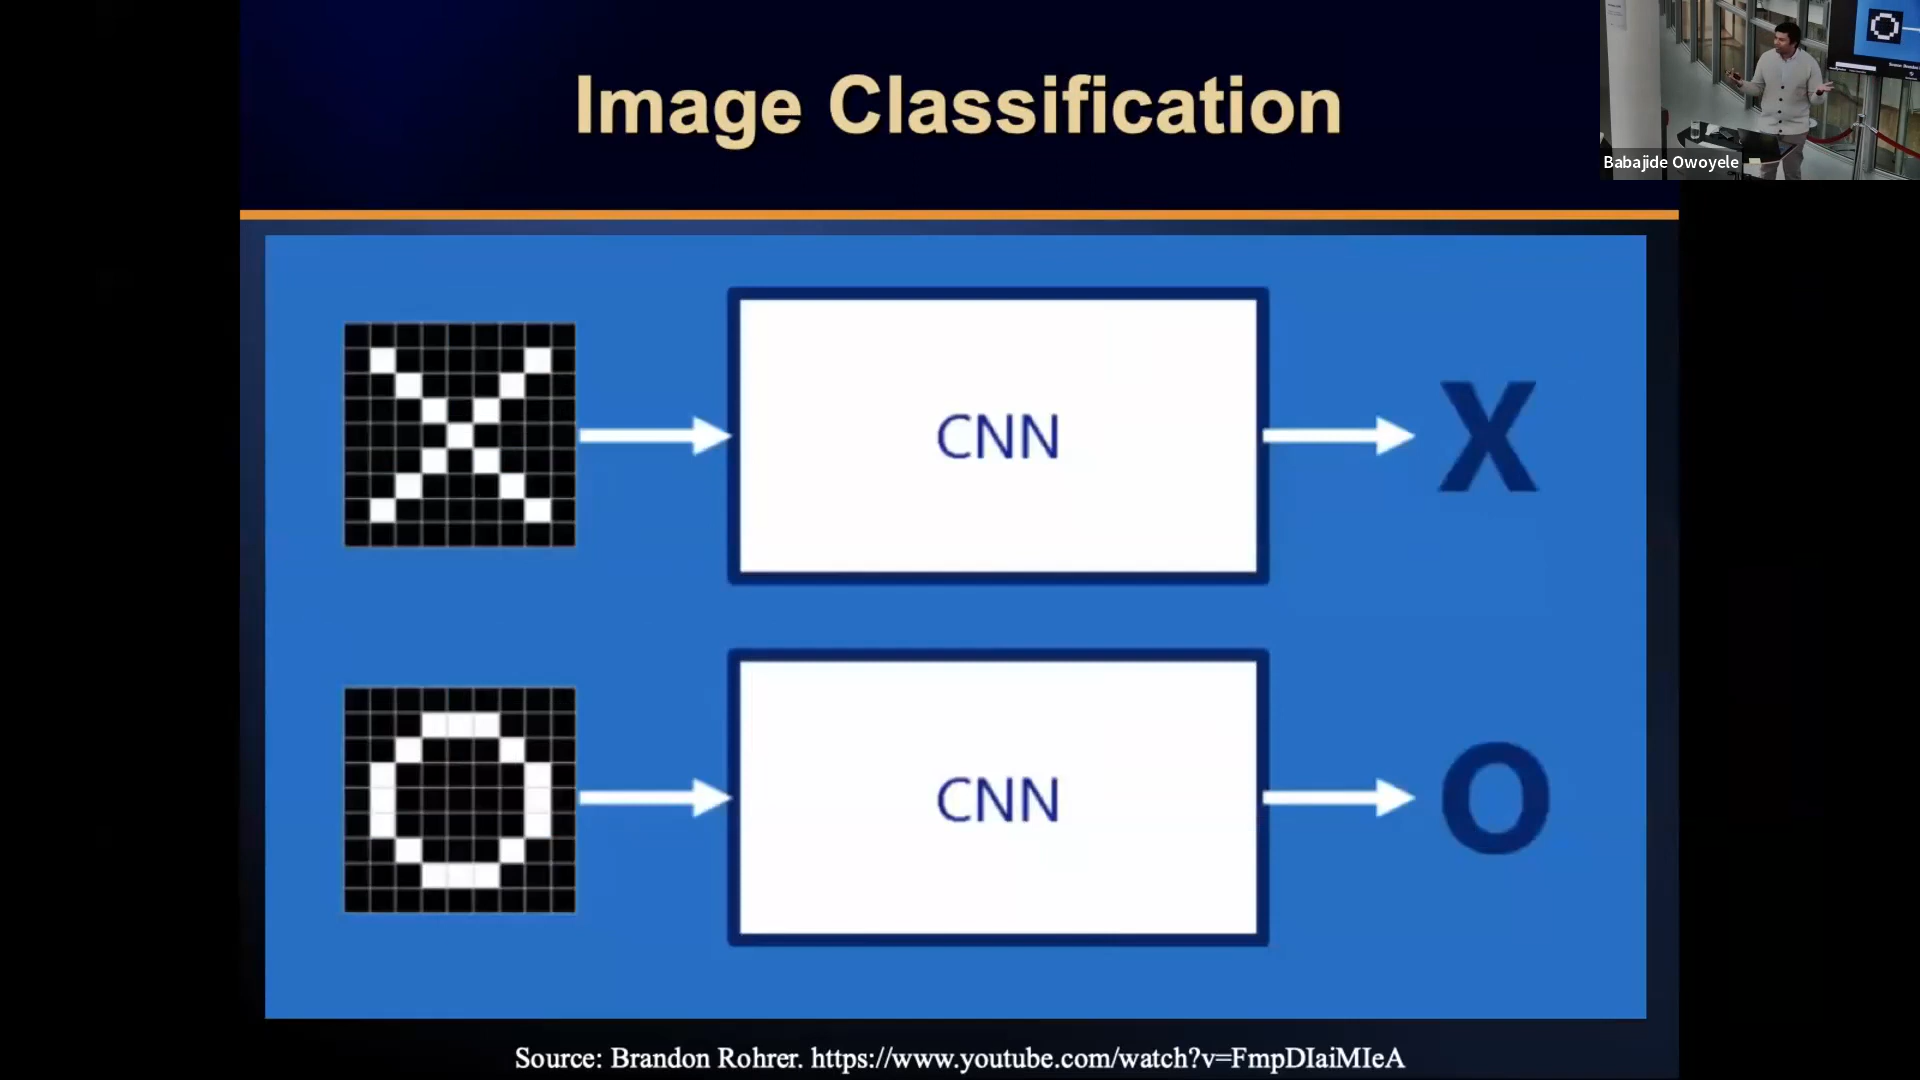 Image Classification
Babajide Owoyele
CNN
X
CNN
O
Source: Brandon Rohrer. https://www.youtube.com/watch?v=FmpDIaiMIeA